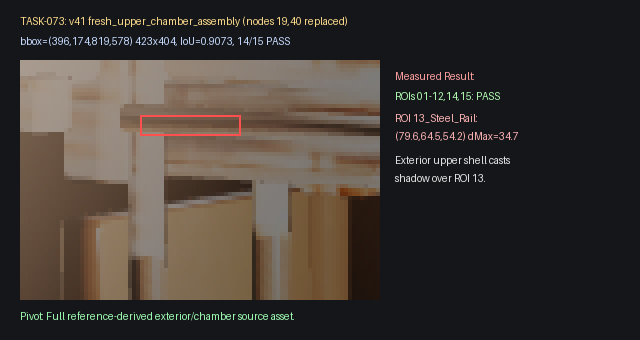 TASK-073: v41 fresh_upper_chamber_assembly (nodes 19,40 replaced)
bbox=(396,174,819,578) 423x404, IoU=0.9073, 14/15 PASS
Measured Result:
ROIs 01-12,14,15: PASS
ROI 13_Steel_Rail:
(79.6,64.5,54.2) dMax=34.7
Exterior upper shell casts
shadow over ROI 13.
Pivot: Full reference-derived exterior/chamber source asset.